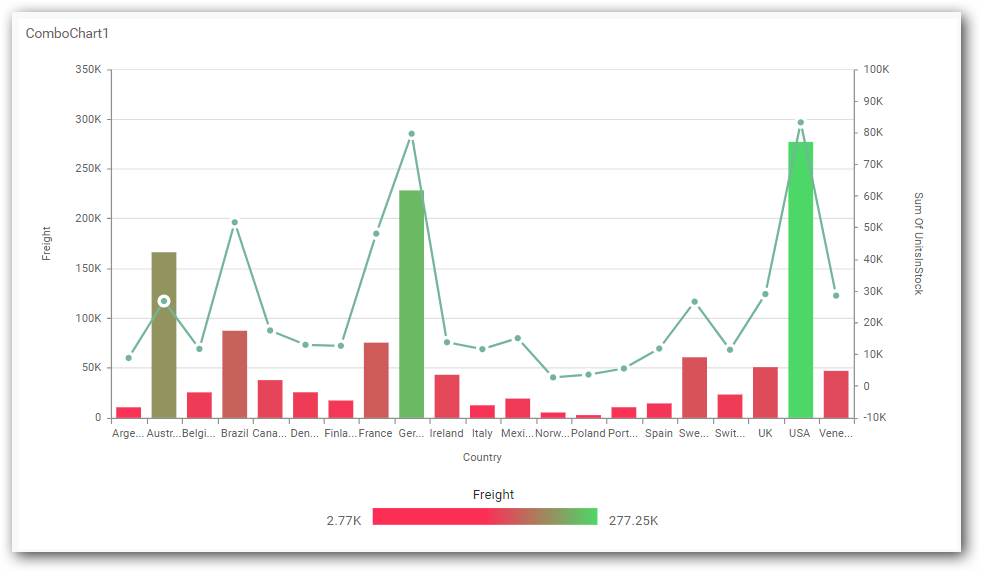 ComboChart1
350K
300K
250K
200K
150K
100K
50K
0
Freight
100K
90K
80K
70K
60K
50K
40K
30K
20K
10K
0
-10K
Sum Of UnitsInStock
Arge... Austr... Belgi... Brazil Cana... Den... Finla... France Ger... Ireland Italy Mexi... Norw... Poland Port... Spain Swe... Swit... UK USA Vene...
Country
Freight
2.77K 277.25K